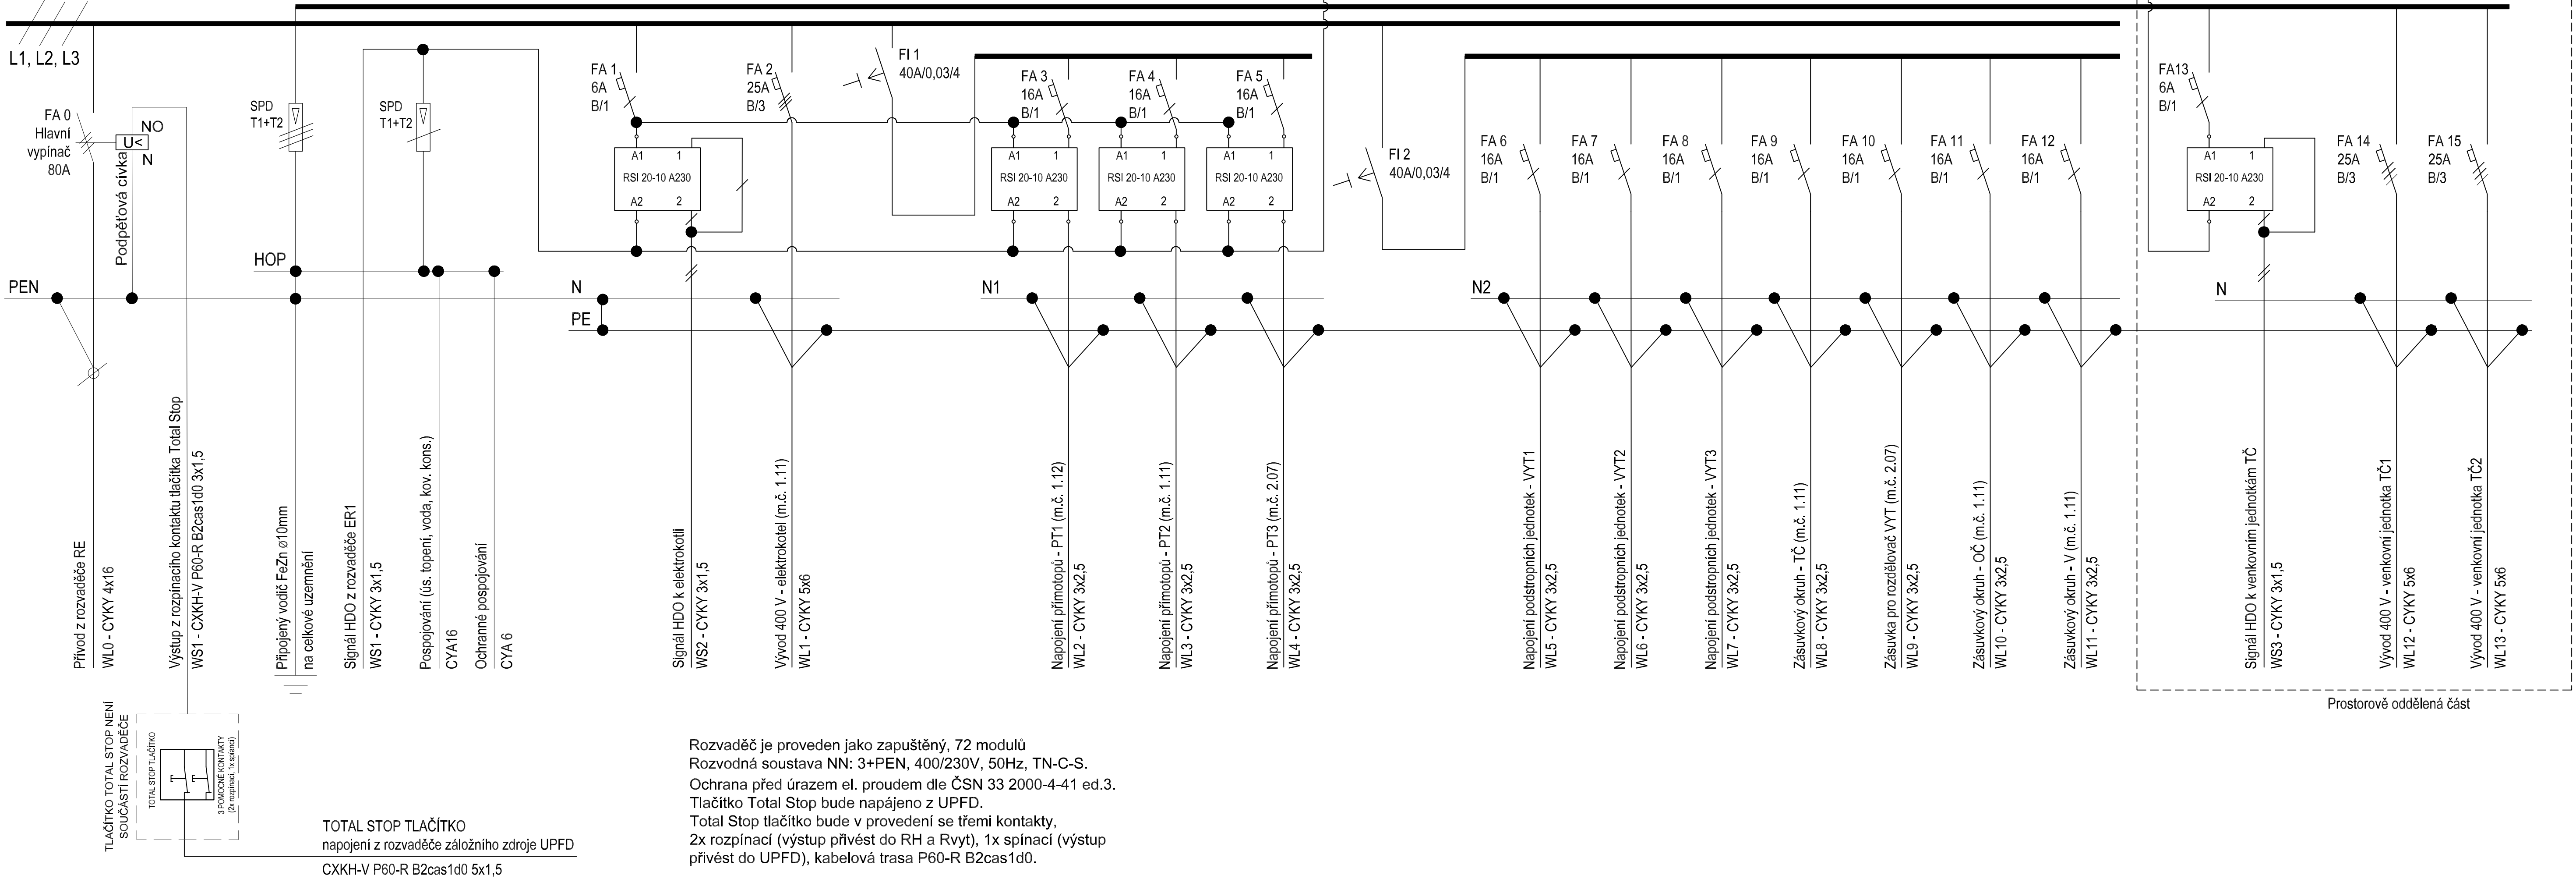 L1, L2, L3
FA 0
Hlavní
vypínač
80A
NO
U<
N
Podpěťová cívka
SPD
T1+T2
SPD
T1+T2
HOP
PEN
FA 1
6A
B/1
A1 1
RSI 20-10 A230
A2 2
FA 2
25A
B/3
FI 1
40A/0,03/4
FA 3
16A
B/1
A1 1
RSI 20-10 A230
A2 2
FA 4
16A
B/1
A1 1
RSI 20-10 A230
A2 2
FA 5
16A
B/1
A1 1
RSI 20-10 A230
A2 2
FI 2
40A/0,03/4
FA 6
16A
B/1
FA 7
16A
B/1
FA 8
16A
B/1
FA 9
16A
B/1
FA 10
16A
B/1
FA 11
16A
B/1
FA 12
16A
B/1
FA13
6A
B/1
A1 1
RSI 20-10 A230
A2 2
FA 14
25A
B/3
FA 15
25A
B/3
N
PE
N1
N2
N
Přívod z rozvaděče RE
WL0 - CYKY 4x16
Výstup z rozpínacího kontaktu tlačítka Total Stop
WS1 - CXKH-V P60-R B2cas1d0 3x1,5
Připojený vodič FeZn ø10mm
na celkové uzemnění
Signál HDO z rozvaděče ER1
WS1 - CYKY 3x1,5
Pospojování (ús. topení, voda, kov. kons.)
CYA16
Ochranné pospojování
CYA 6
Signál HDO k elektrokotli
WS2 - CYKY 3x1,5
Vývod 400 V - elektrokotel (m.č. 1.11)
WL1 - CYKY 5x6
Napojení přímotopů - PT1 (m.č. 1.12)
WL2 - CYKY 3x2,5
Napojení přímotopů - PT2 (m.č. 1.11)
WL3 - CYKY 3x2,5
Napojení přímotopů - PT3 (m.č. 2.07)
WL4 - CYKY 3x2,5
Napojení podstropních jednotek - VYT1
WL5 - CYKY 3x2,5
Napojení podstropních jednotek - VYT2
WL6 - CYKY 3x2,5
Napojení podstropních jednotek - VYT3
WL7 - CYKY 3x2,5
Zásuvkový okruh - TČ (m.č. 1.11)
WL8 - CYKY 3x2,5
Zásuvka pro rozdělovač VYT (m.č. 2.07)
WL9 - CYKY 3x2,5
Zásuvkový okruh - OČ (m.č. 1.11)
WL10 - CYKY 3x2,5
Zásuvkový okruh - V (m.č. 1.11)
WL11 - CYKY 3x2,5
Signál HDO k venkovním jednotkám TČ
WS3 - CYKY 3x1,5
Vývod 400 V - venkovní jednotka TČ1
WL12 - CYKY 5x6
Vývod 400 V - venkovní jednotka TČ2
WL13 - CYKY 5x6
Prostorově oddělená část
TLAČÍTKO TOTAL STOP NENÍ
SOUČÁSTÍ ROZVADĚČE
TOTAL STOP TLAČÍTKO
3 POMOCNÉ KONTAKTY
(2x rozpínací, 1x spínací)
TOTAL STOP TLAČÍTKO
napojení z rozvaděče záložního zdroje UPFD
CXKH-V P60-R B2cas1d0 5x1,5
Rozvaděč je proveden jako zapuštěný, 72 modulů
Rozvodná soustava NN: 3+PEN, 400/230V, 50Hz, TN-C-S.
Ochrana před úrazem el. proudem dle ČSN 33 2000-4-41 ed.3.
Tlačítko Total Stop bude napájeno z UPFD.
Total Stop tlačítko bude v provedení se třemi kontakty,
2x rozpínací (výstup přivést do RH a Rvyt), 1x spínací (výstup
přivést do UPFD), kabelová trasa P60-R B2cas1d0.